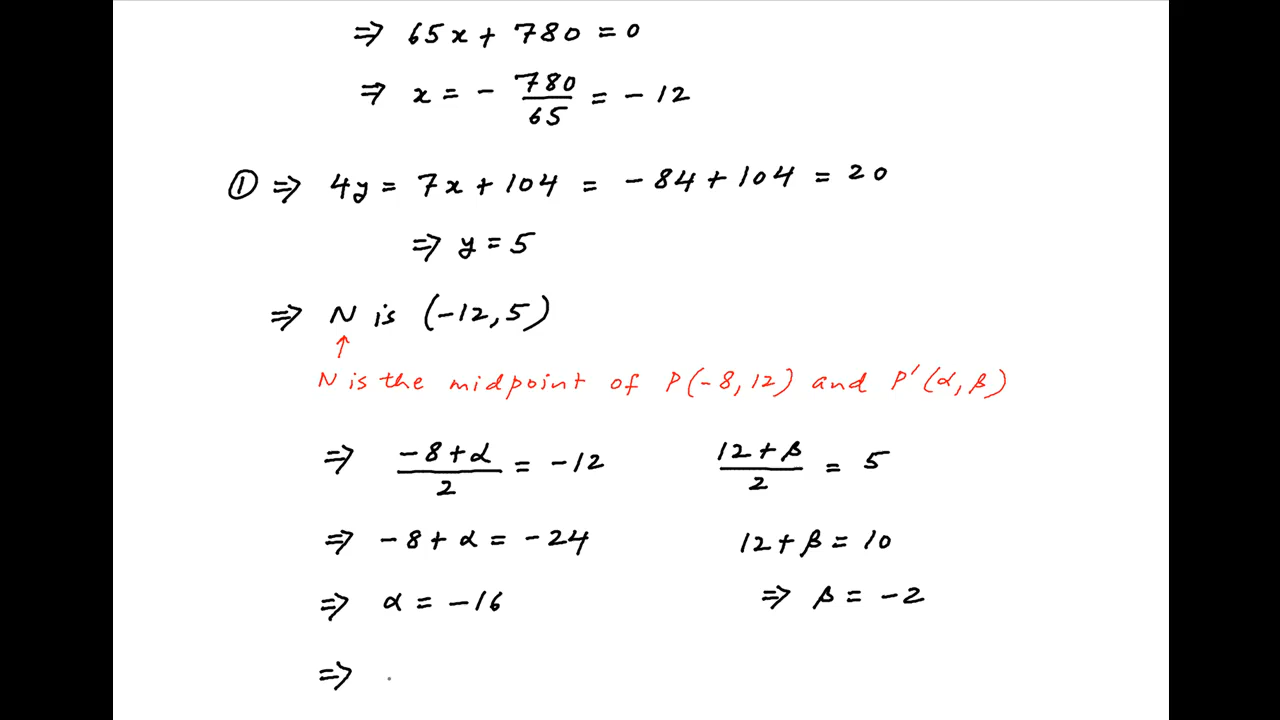 ⇒ 65x + 780 = 0
⇒ x = - 780/65 = - 12
① ⇒ 4y = 7x + 104 = - 84 + 104 = 20
⇒ y = 5
⇒ N is (-12, 5)
↑
N is the midpoint of P(-8, 12) and P'(α, β)
⇒ (-8 + α)/2 = -12 (12 + β)/2 = 5
⇒ -8 + α = -24 12 + β = 10
⇒ α = -16 ⇒ β = -2
⇒